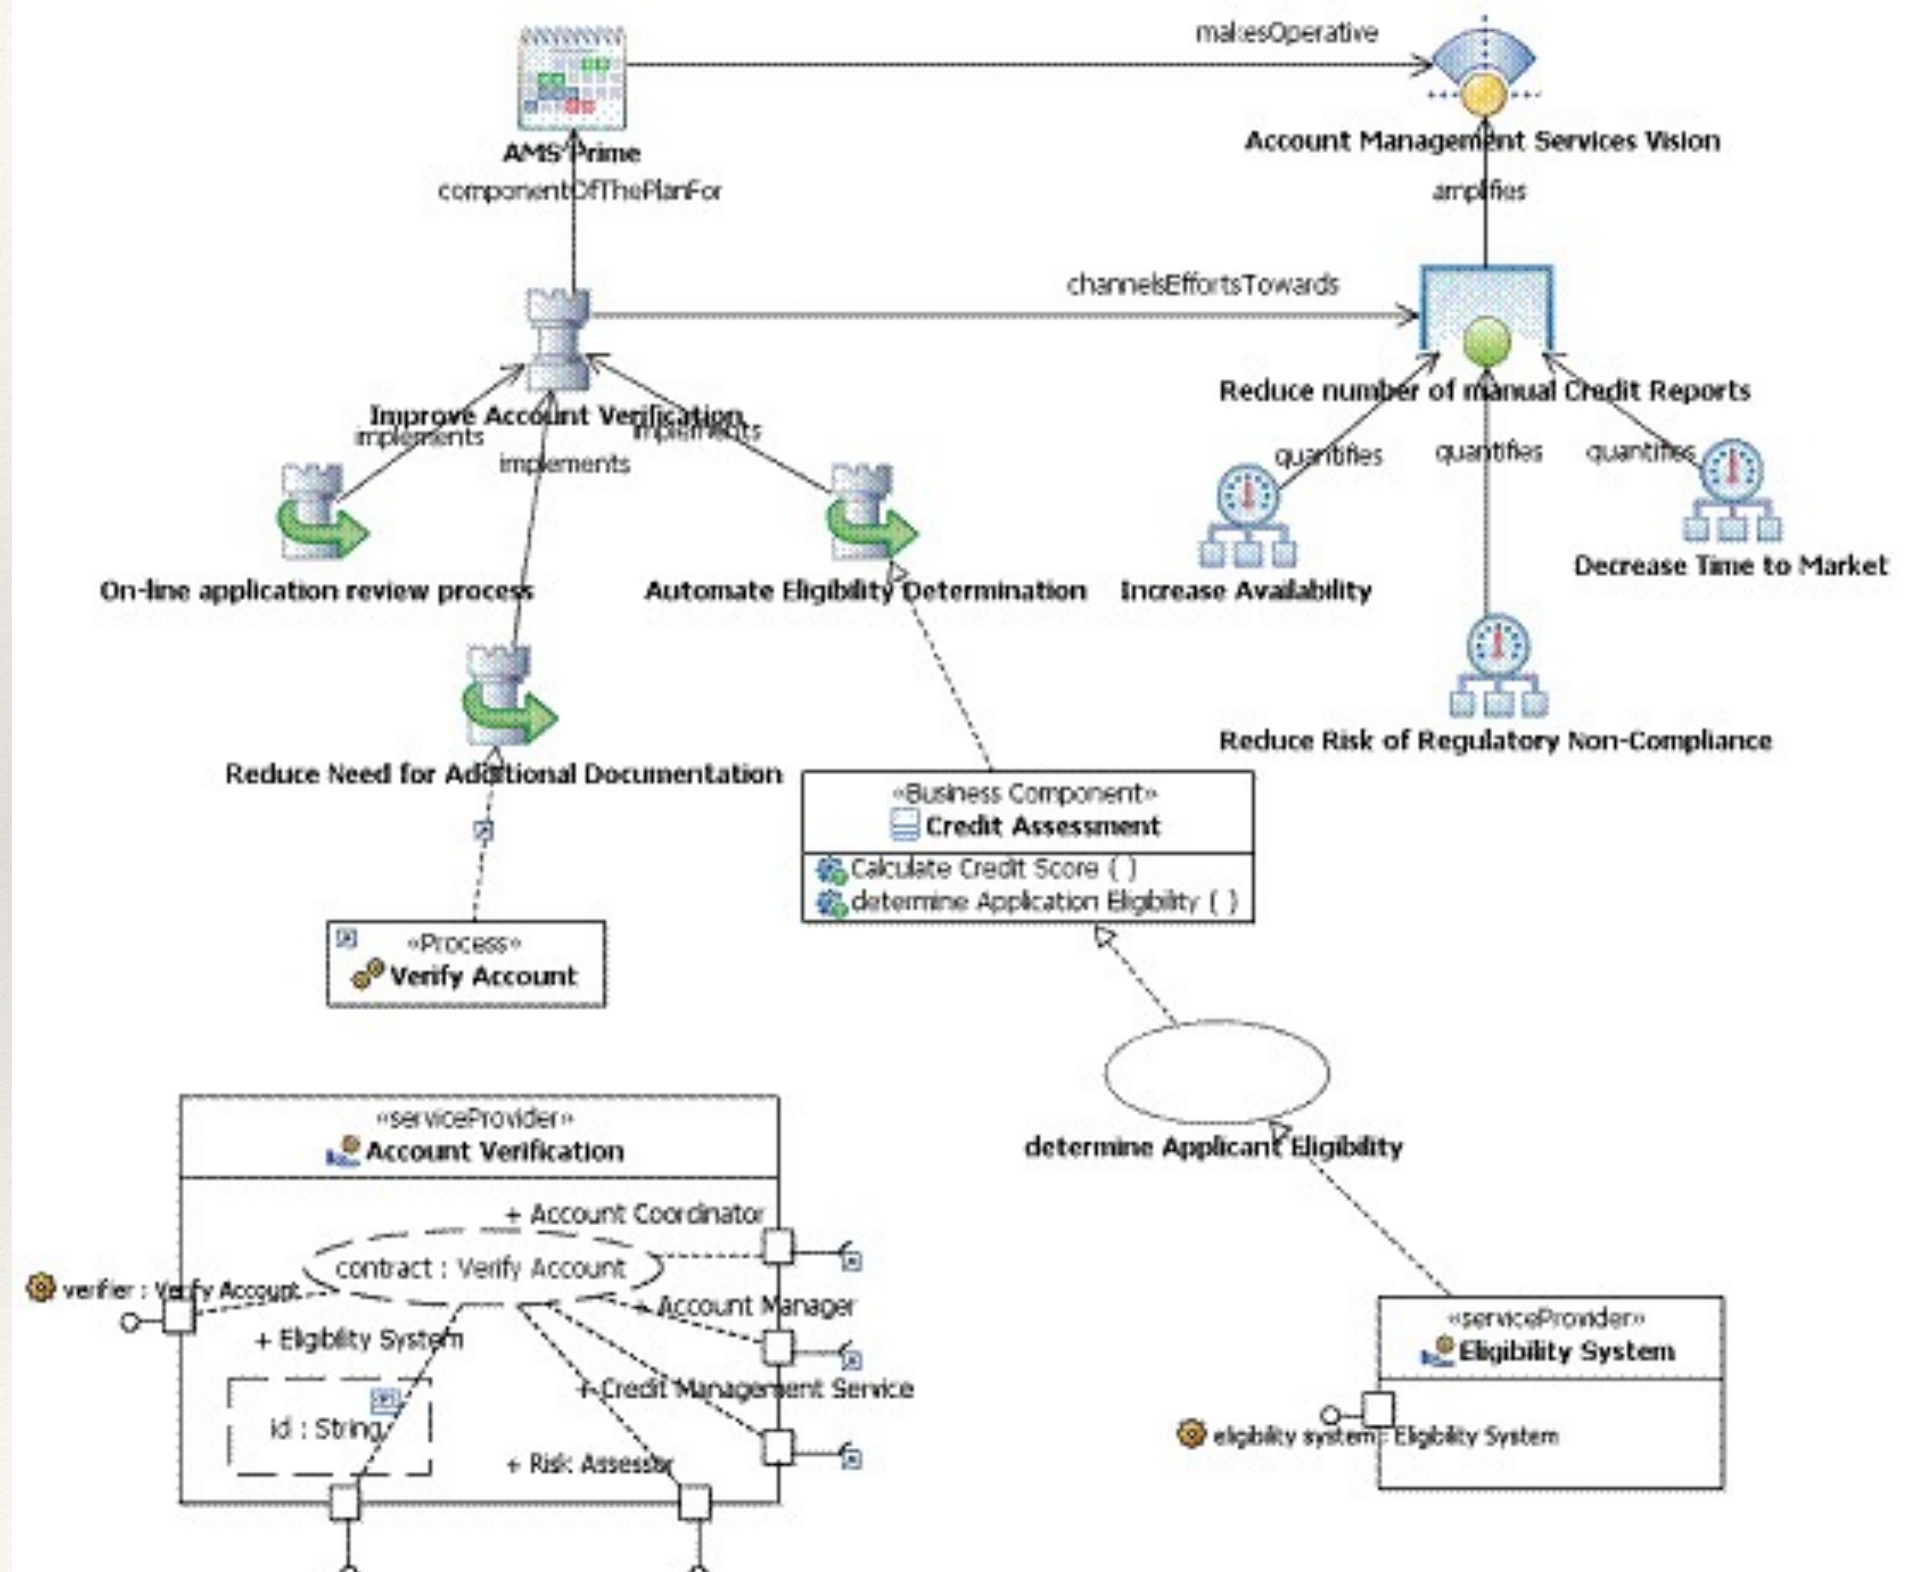 makesOperative
AMS Prime
Account Management Services Vision
componentOfThePlanFor
amplifies
channelsEffortsTowards
Improve Account Verification
Reduce number of manual Credit Reports
implements
implements
implements
quantifies
quantifies
quantifies
On-line application review process
Automate Eligibility Determination
Increase Availability
Decrease Time to Market
Reduce Need for Additional Documentation
Reduce Risk of Regulatory Non-Compliance
«Business Component»
Credit Assessment
Calculate Credit Score ( )
determine Application Eligibility ( )
«Process»
Verify Account
determine Applicant Eligibility
«serviceProvider»
Account Verification
+ Account Coordinator
contract : Verify Account
verifier : Verify Account
+ Account Manager
+ Eligibility System
+ Credit Management Service
id : String
+ Risk Assessor
«serviceProvider»
Eligibility System
eligibility system : Eligibility System